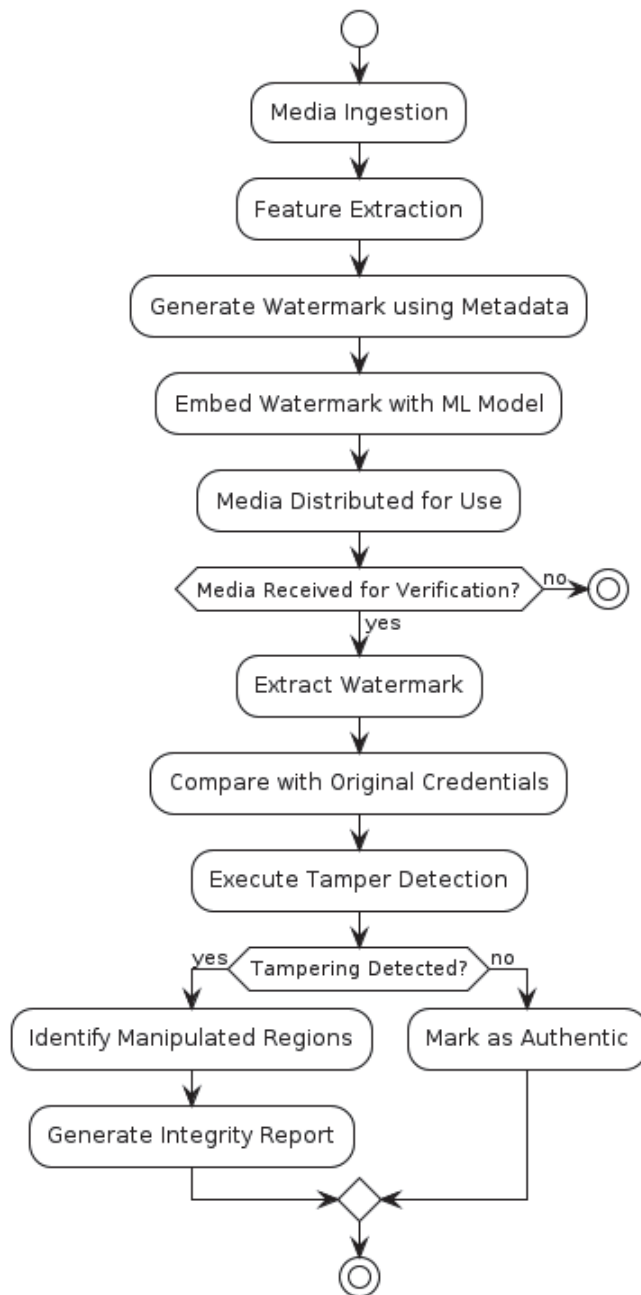 Media Ingestion
Feature Extraction
Generate Watermark using Metadata
Embed Watermark with ML Model
Media Distributed for Use
Media Received for Verification?
no
yes
Extract Watermark
Compare with Original Credentials
Execute Tamper Detection
yes
Tampering Detected?
no
Identify Manipulated Regions
Mark as Authentic
Generate Integrity Report